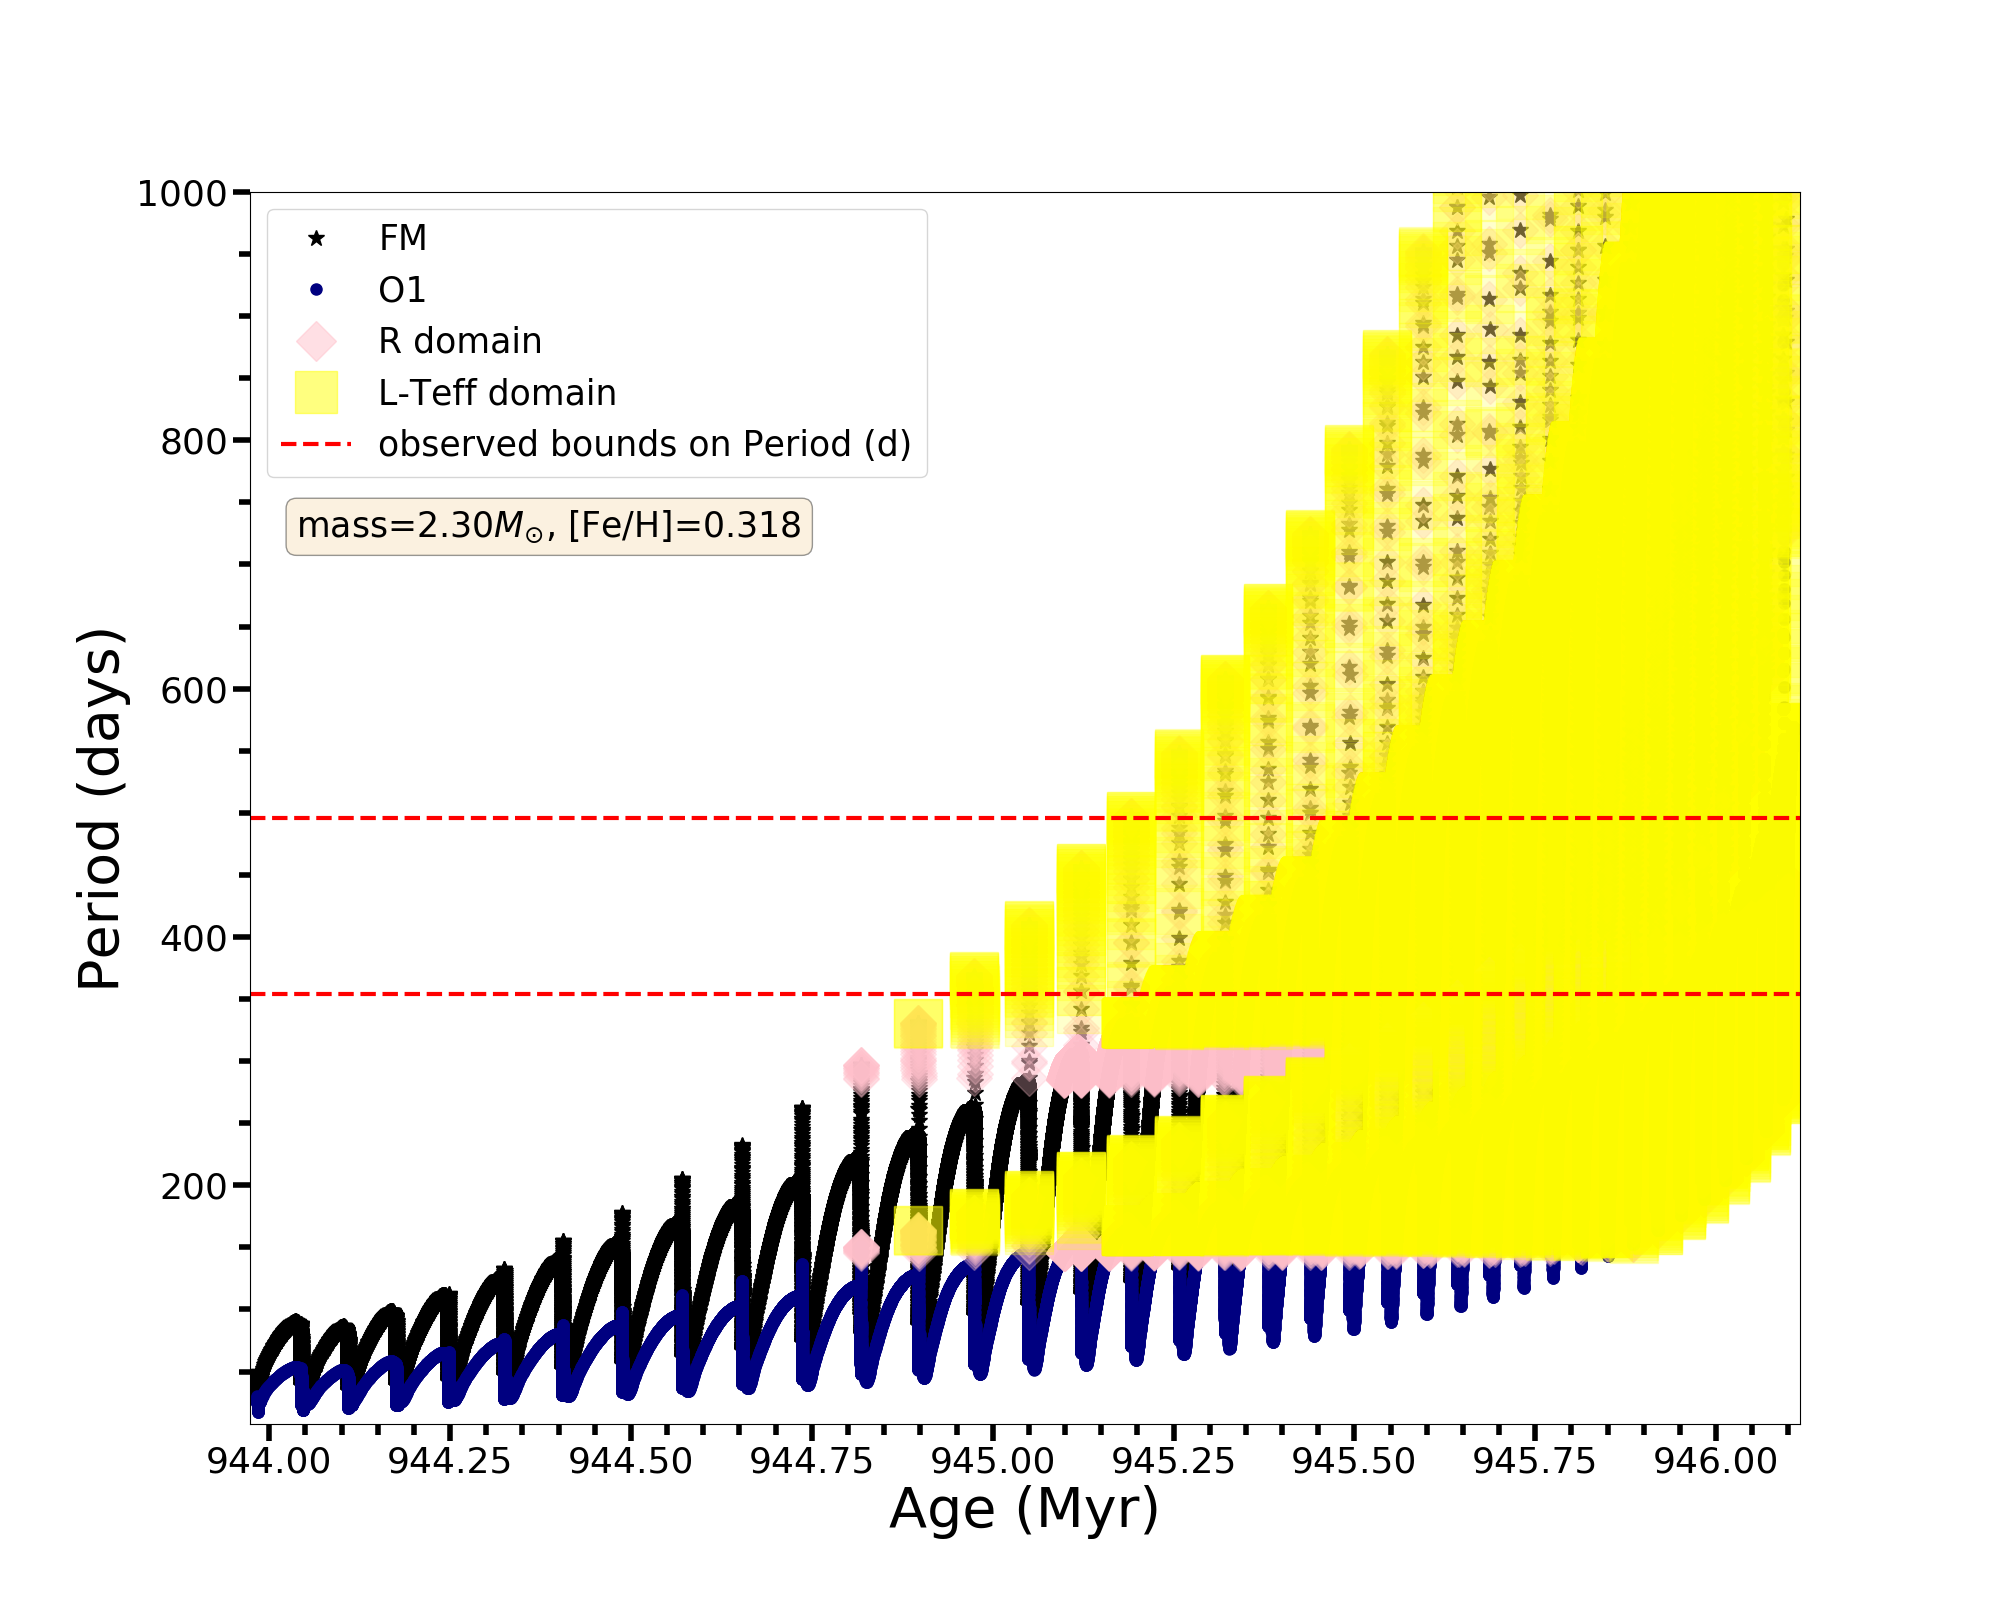 1000
800
600
400
200
Period (days)
FM
O1
R domain
L-Teff domain
observed bounds on Period (d)
mass=2.30M⊙, [Fe/H]=0.318
944.00 944.25 944.50 944.75 945.00 945.25 945.50 945.75 946.00
Age (Myr)